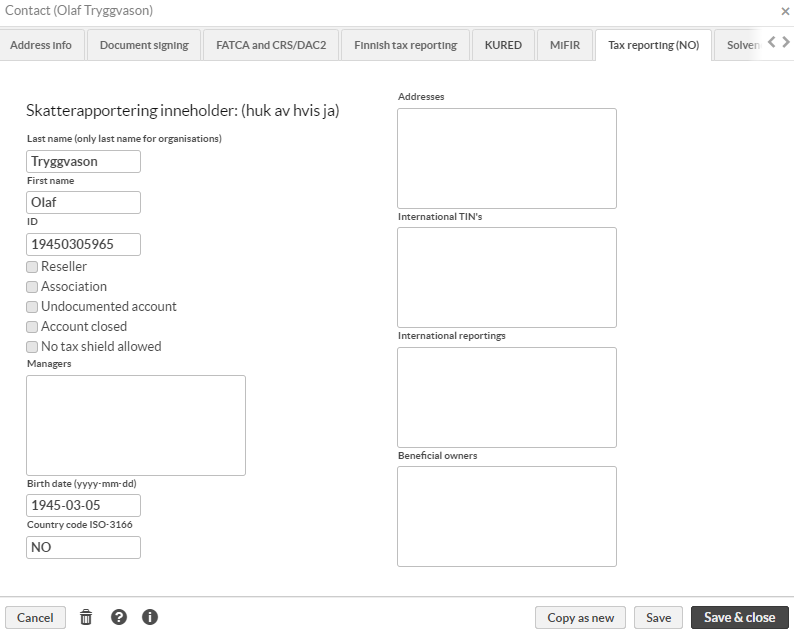 Contact (Olaf Tryggvason)
Address info
Document signing
FATCA and CRS/DAC2
Finnish tax reporting
KURED
MiFIR
Tax reporting (NO)
Skatterapportering inneholder: (huk av hvis ja)
Last name (only last name for organisations)
Tryggvason
First name
Olaf
ID
19450305965
Reseller
Association
Undocumented account
Account closed
No tax shield allowed
Managers
Birth date (yyyy-mm-dd)
1945-03-05
Country code ISO-3166
NO
Addresses
International TIN's
International reportings
Beneficial owners
Cancel
Copy as new
Save
Save & close